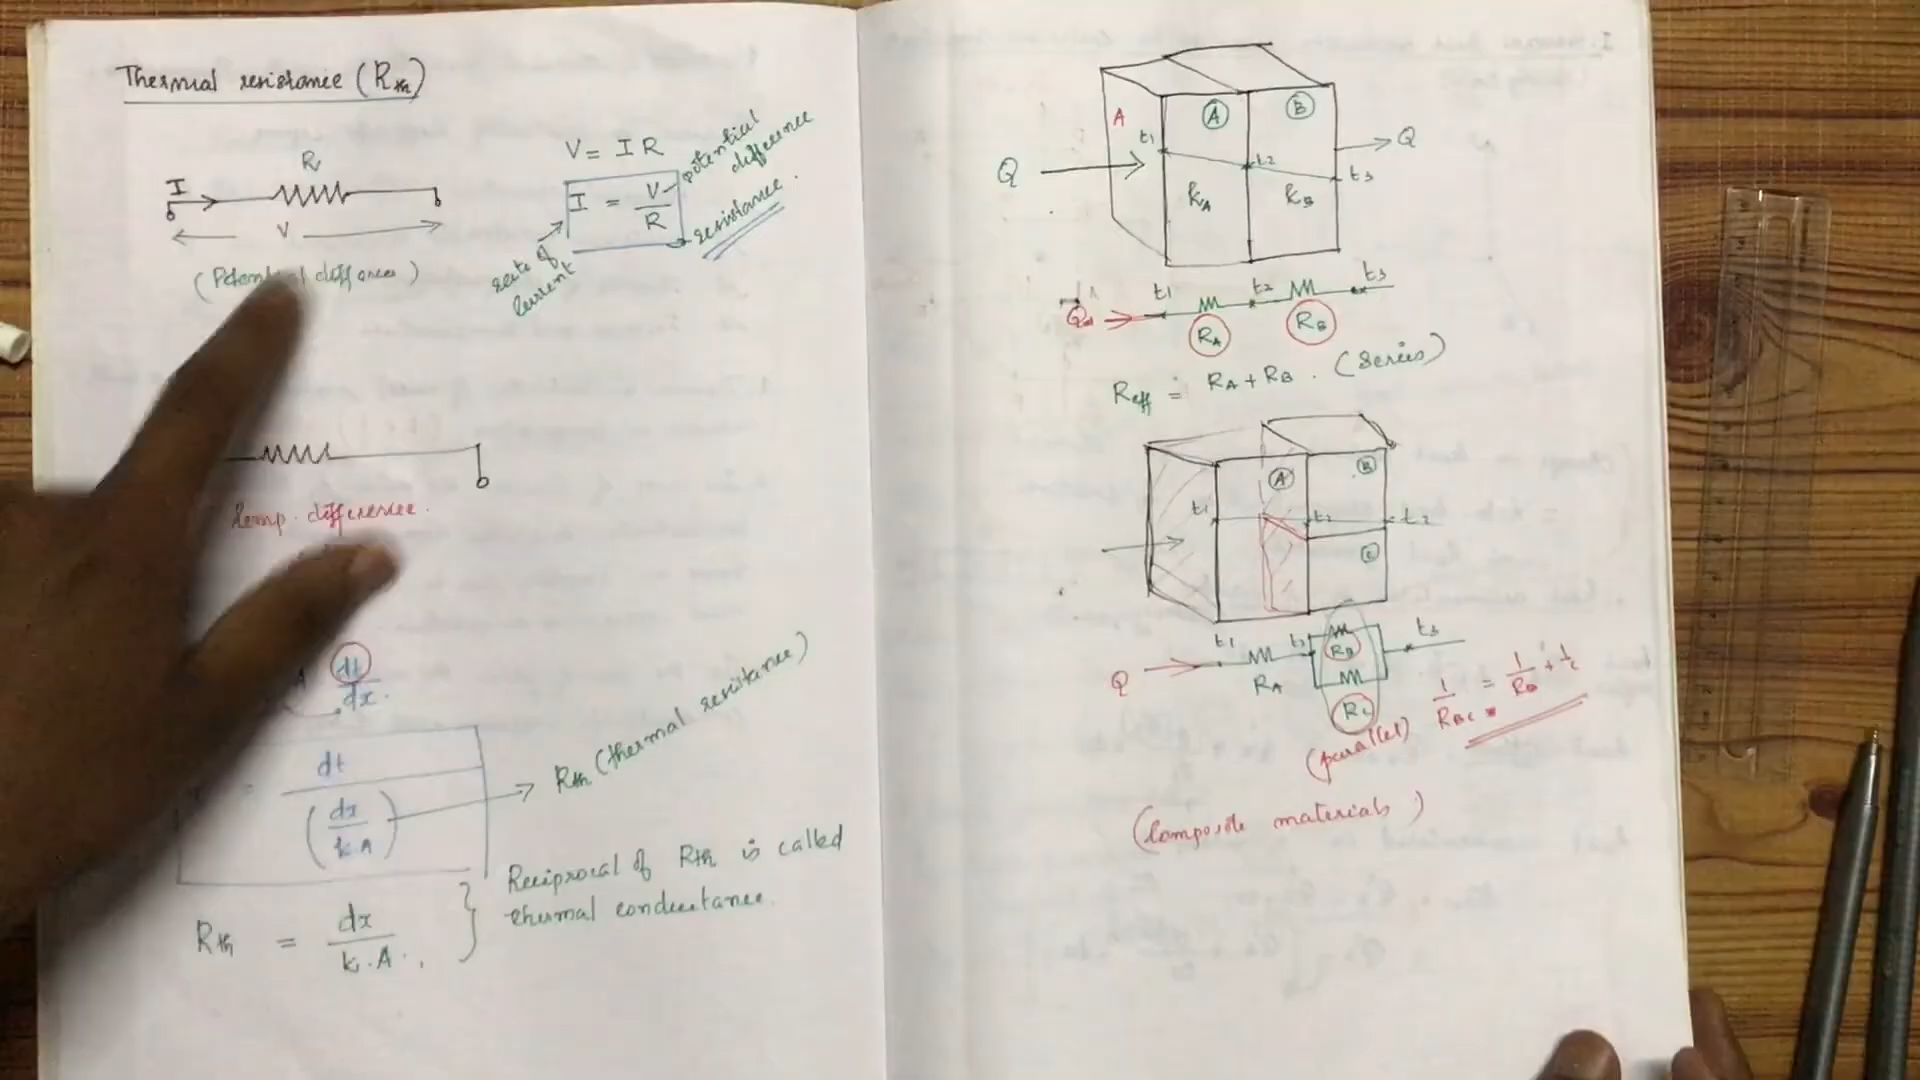 Thermal resistance (Rth)
R
I
V
(Potential difference)
V = IR
I = V/R
potential difference
resistance.
rate of current
temp. difference.
dt
dx.
= dt
(dx/k.A)
Rth (thermal resistance)
Rth = dx/k.A.
Reciprocal of Rth is called
thermal conductance.
A
A
B
t1
t2
t3
Q
Q
kA
kB
t1 t2 t3
Q
RA
RB
Reff = RA + RB. (series)
A
B
C
t1
t2
t1 t2 t3
Q
RA
RB
RC
(parallel)
1/RBC = 1/RB +
(Composite materials)